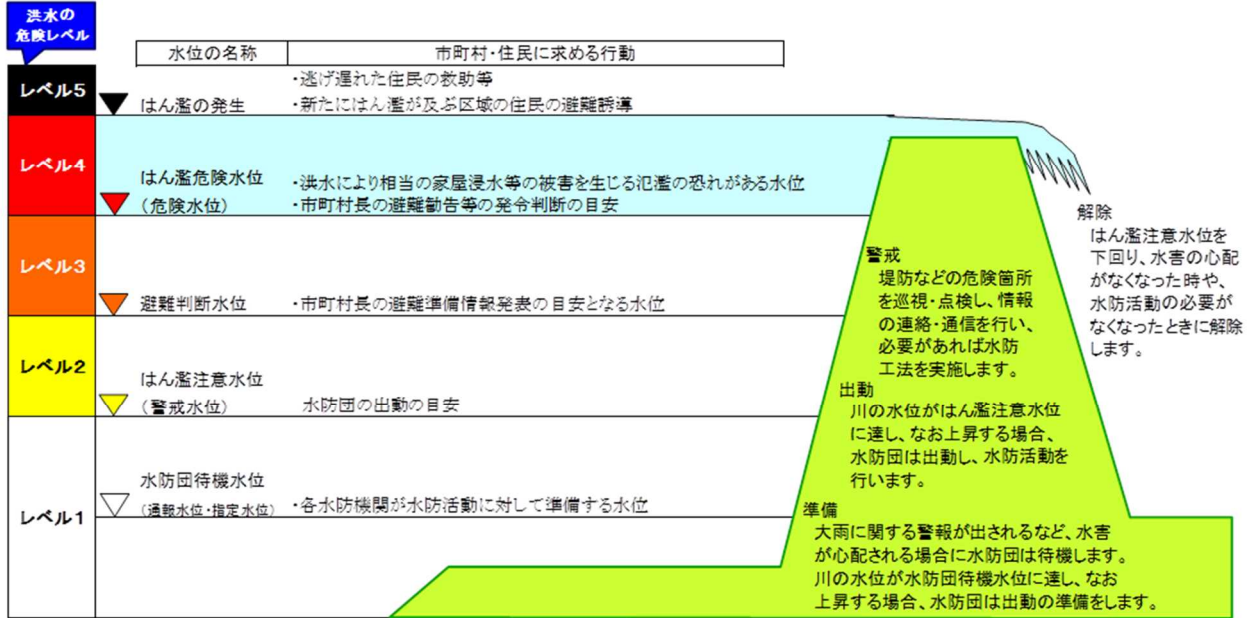 洪水の
危険レベル
水位の名称
市町村・住民に求める行動
レベル5
はん濫の発生
・逃げ遅れた住民の救助等
・新たにはん濫が及ぶ区域の住民の避難誘導
レベル4
はん濫危険水位
(危険水位)
・洪水により相当の家屋浸水等の被害を生じる氾濫の恐れがある水位
・市町村長の避難勧告等の発令判断の目安
レベル3
避難判断水位
・市町村長の避難準備情報発表の目安となる水位
レベル2
はん濫注意水位
(警戒水位)
水防団の出動の目安
レベル1
水防団待機水位
(通報水位・指定水位)
・各水防機関が水防活動に対して準備する水位
警戒
堤防などの危険箇所
を巡視・点検し、情報
の連絡・通信を行い、
必要があれば水防
工法を実施します。
出動
川の水位がはん濫注意水位
に達し、なお上昇する場合、
水防団は出動し、水防活動を
行います。
準備
大雨に関する警報が出されるなど、水害
が心配される場合に水防団は待機します。
川の水位が水防団待機水位に達し、なお
上昇する場合、水防団は出動の準備をします。
解除
はん濫注意水位を
下回り、水害の心配
がなくなった時や、
水防活動の必要が
なくなったときに解除
します。